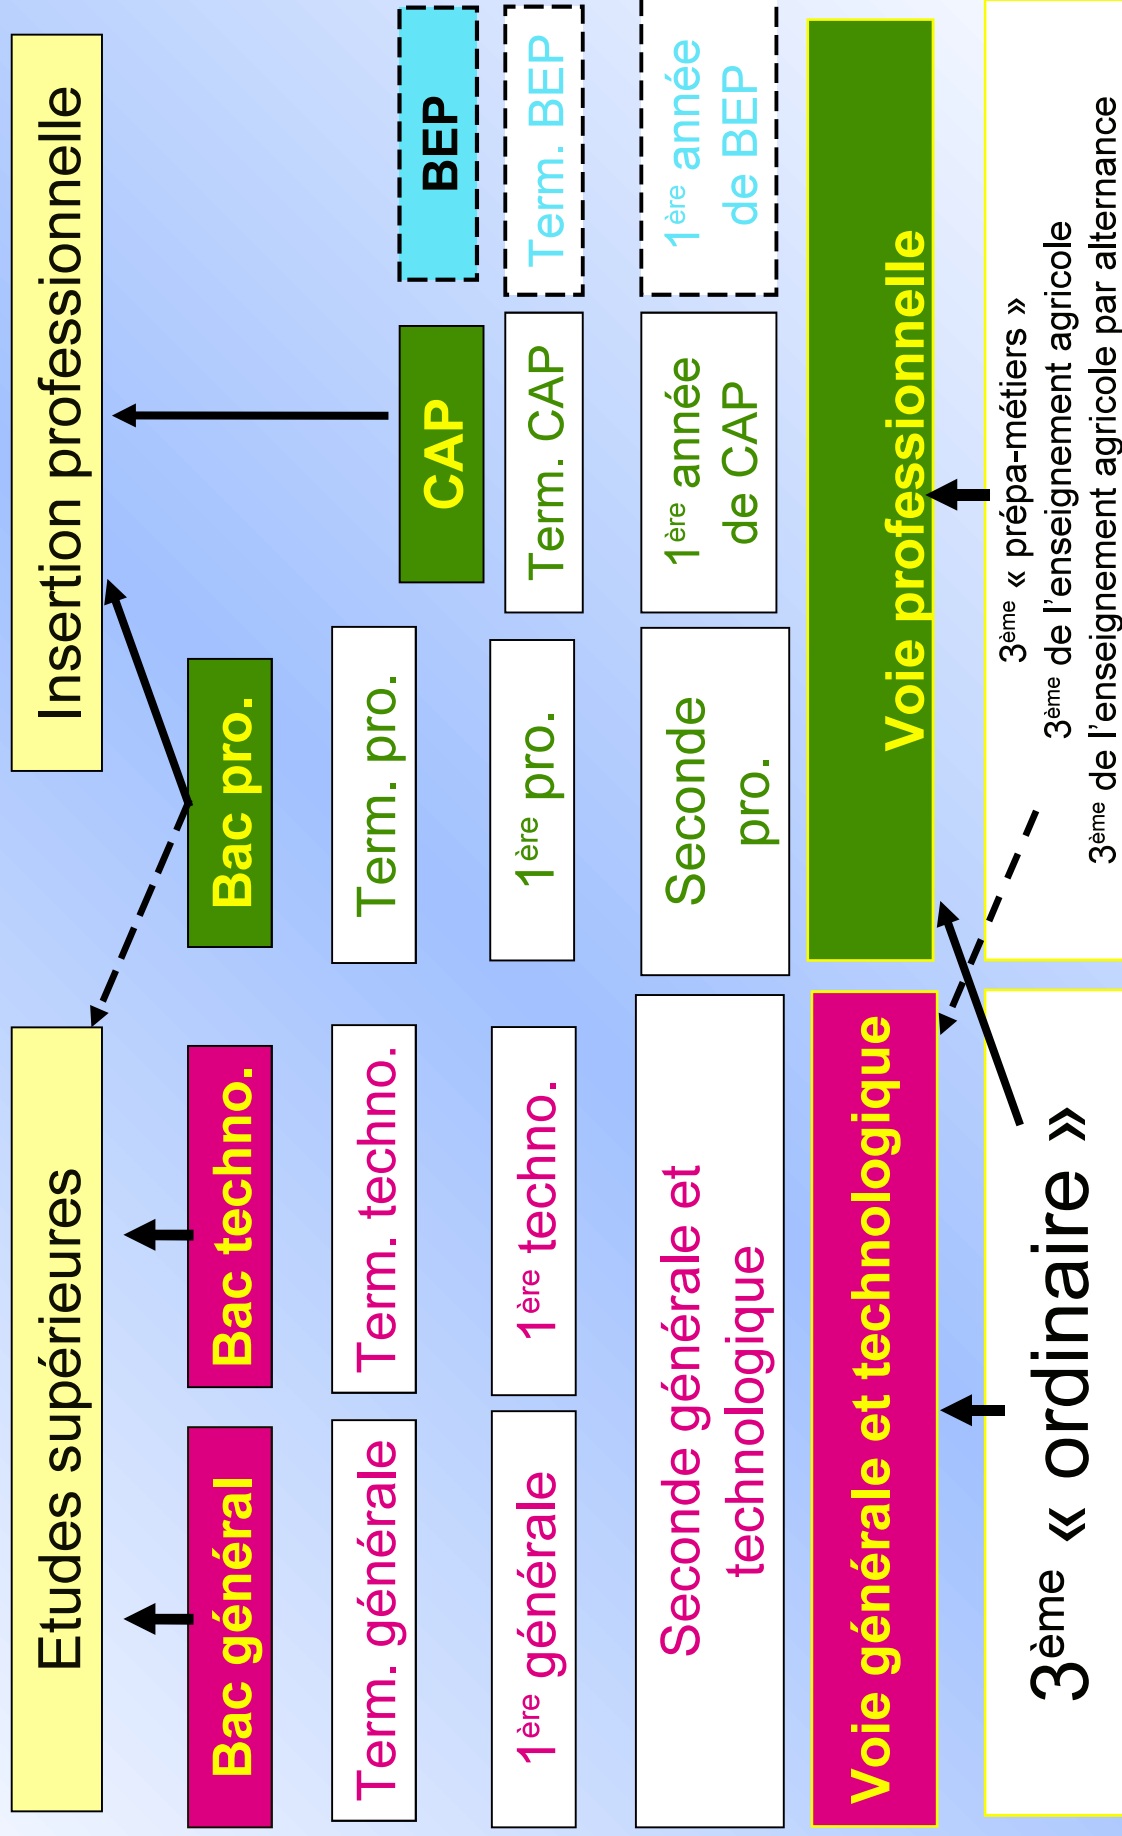 Etudes supérieures
Insertion professionnelle
Bac général
Bac techno.
Bac pro.
Term. générale
Term. techno.
Term. pro.
CAP
BEP
1ère générale
1ère techno.
1ère pro.
Term. CAP
Term. BEP
Seconde générale et
technologique
Seconde
pro.
1ère année
de CAP
1ère année
de BEP
Voie générale et technologique
Voie professionnelle
3ème « ordinaire »
3ème « prépa-métiers »
3ème de l'enseignement agricole
3ème de l'enseignement agricole par alternance